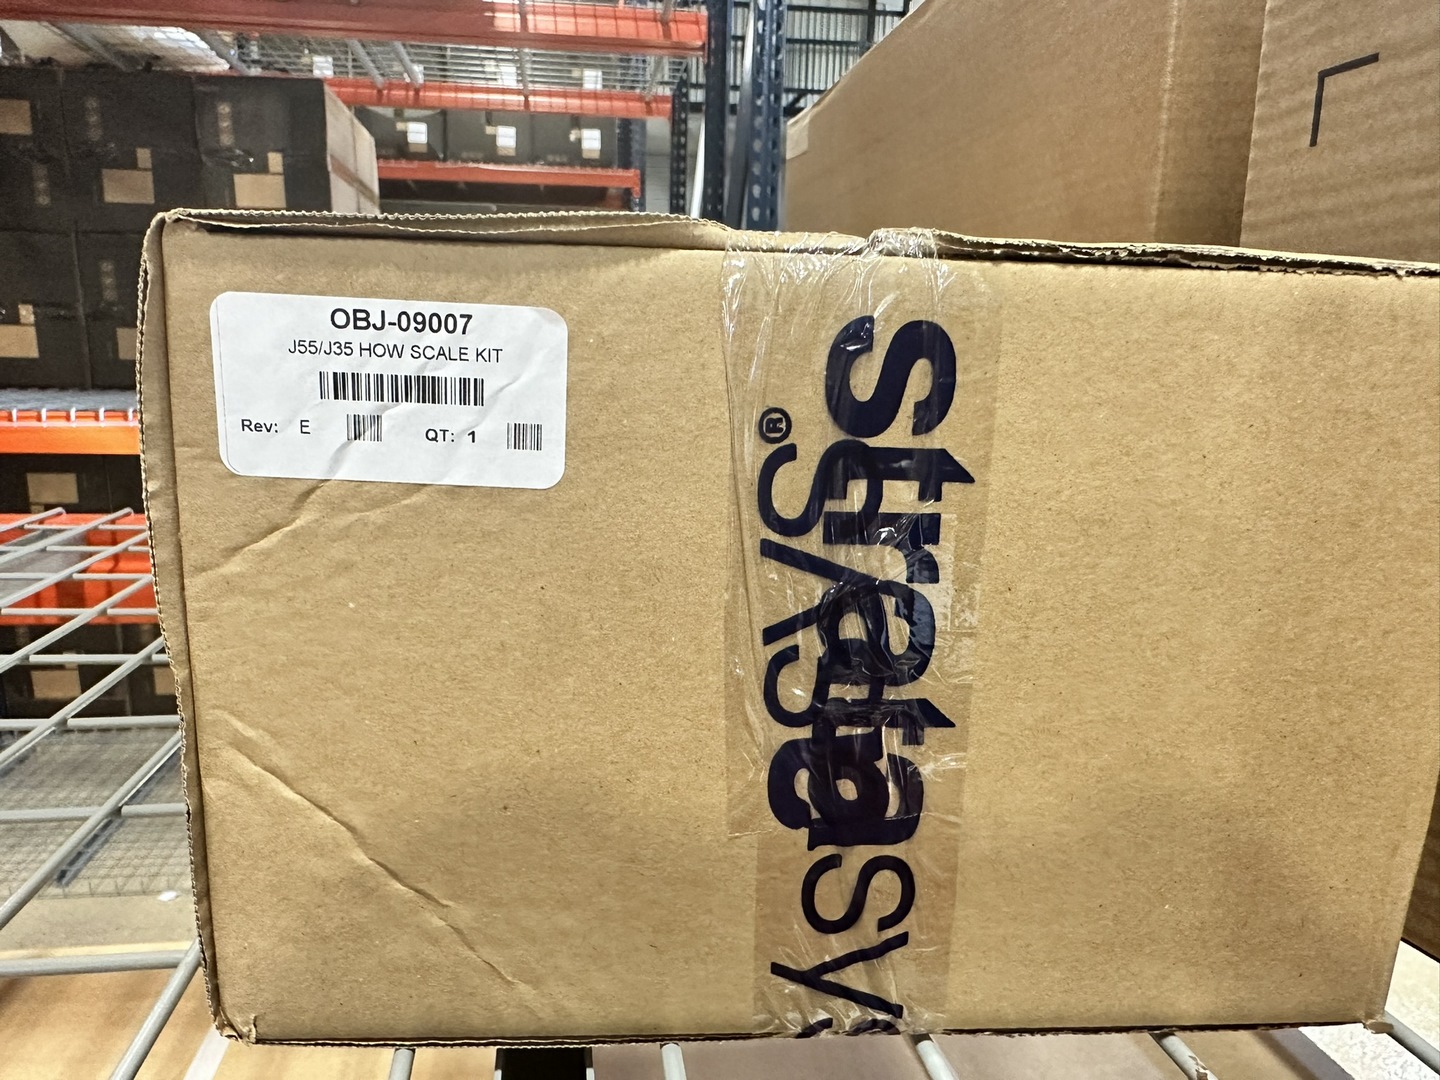 OBJ-09007
J55/J35 HOW SCALE KIT
Rev: E QT: 1
stratasys
®